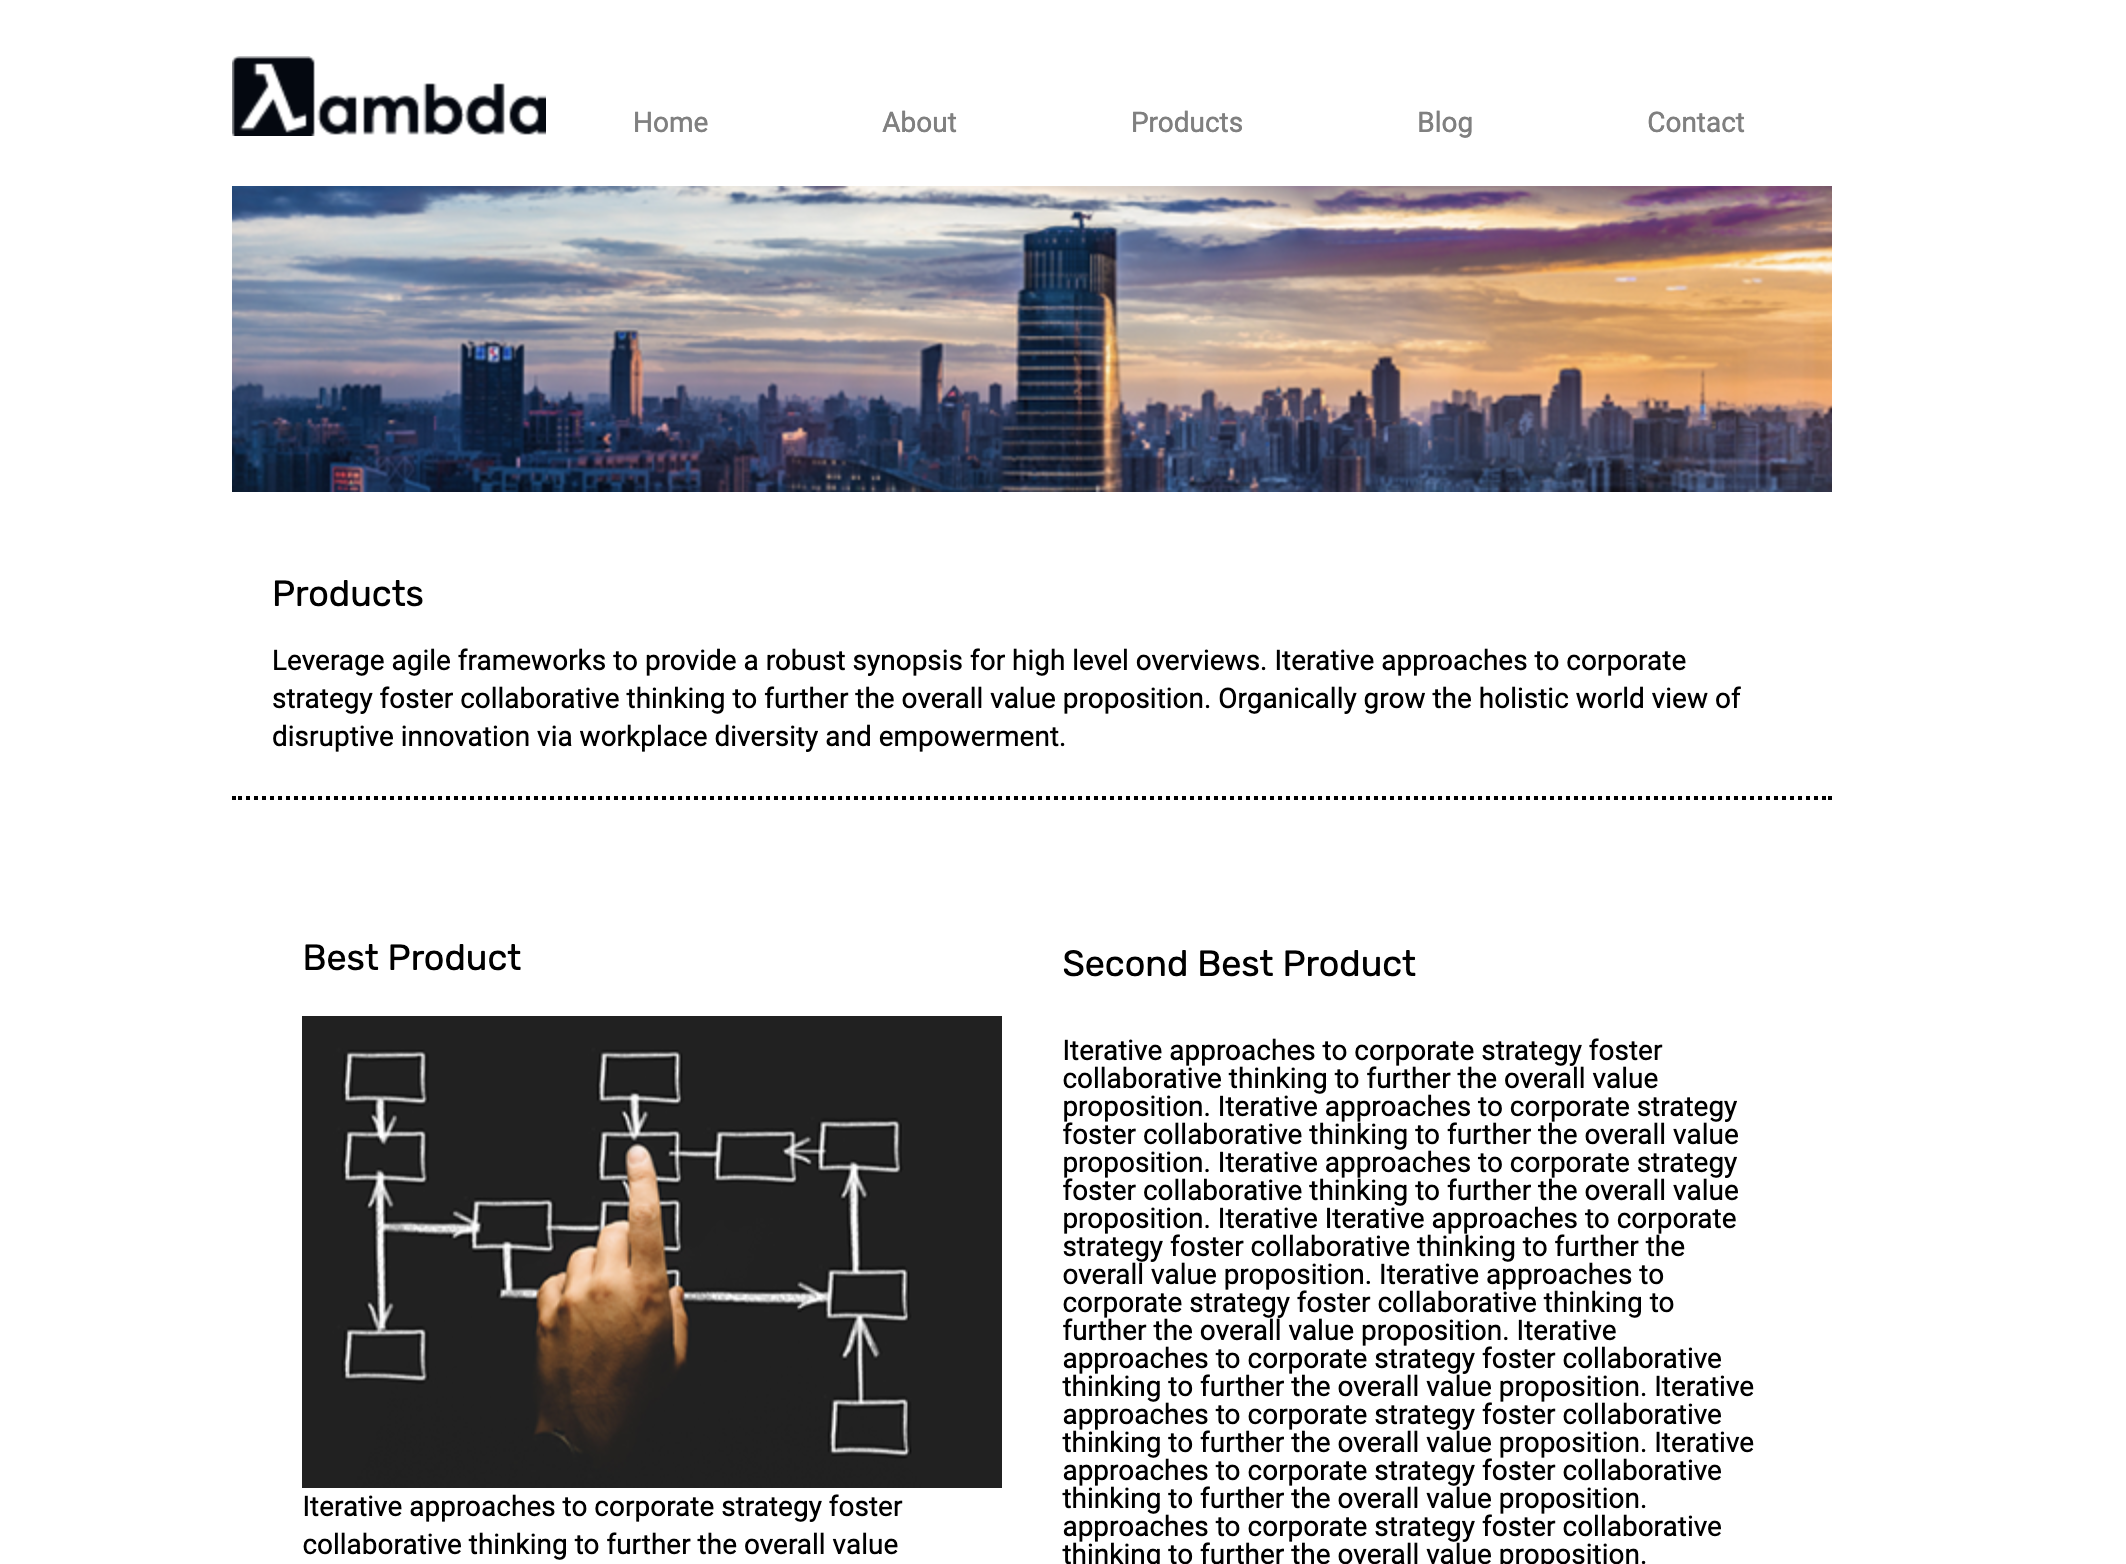 λambda
Home About Products Blog Contact
Products
Leverage agile frameworks to provide a robust synopsis for high level overviews. Iterative approaches to corporate
strategy foster collaborative thinking to further the overall value proposition. Organically grow the holistic world view of
disruptive innovation via workplace diversity and empowerment.
Best Product
Iterative approaches to corporate strategy foster
collaborative thinking to further the overall value
Second Best Product
Iterative approaches to corporate strategy foster
collaborative thinking to further the overall value
proposition. Iterative approaches to corporate strategy
foster collaborative thinking to further the overall value
proposition. Iterative approaches to corporate strategy
foster collaborative thinking to further the overall value
proposition. Iterative Iterative approaches to corporate
strategy foster collaborative thinking to further the
overall value proposition. Iterative approaches to
corporate strategy foster collaborative thinking to
further the overall value proposition. Iterative
approaches to corporate strategy foster collaborative
thinking to further the overall value proposition. Iterative
approaches to corporate strategy foster collaborative
thinking to further the overall value proposition. Iterative
approaches to corporate strategy foster collaborative
thinking to further the overall value proposition.
approaches to corporate strategy foster collaborative
thinking to further the overall value proposition.